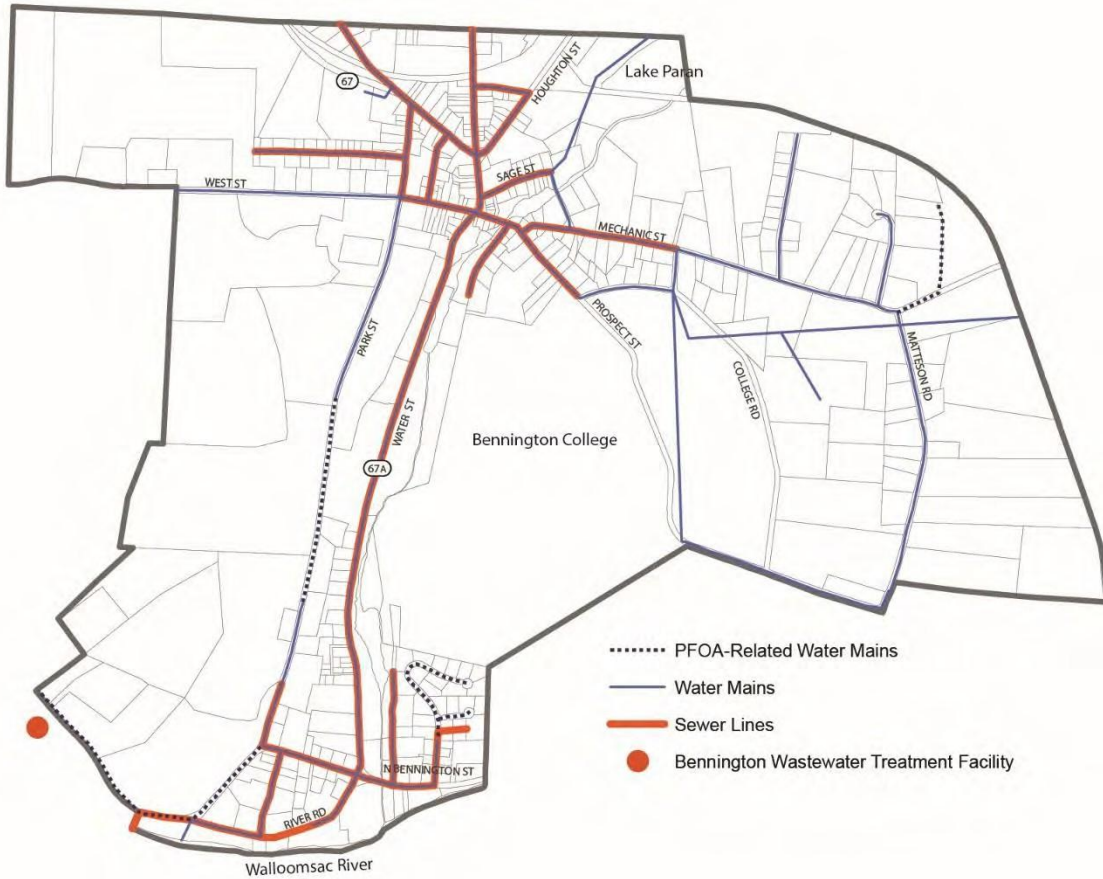 HOUGHTON ST
Lake Paran
67
SAGE ST
WEST ST
MECHANIC ST
PARK ST
PROSPECT ST
MATTESON RD
COLLEGE RD
WATER ST
Bennington College
67A
PFOA-Related Water Mains
Water Mains
Sewer Lines
Bennington Wastewater Treatment Facility
N BENNINGTON ST
RIVER RD
Walloomsac River